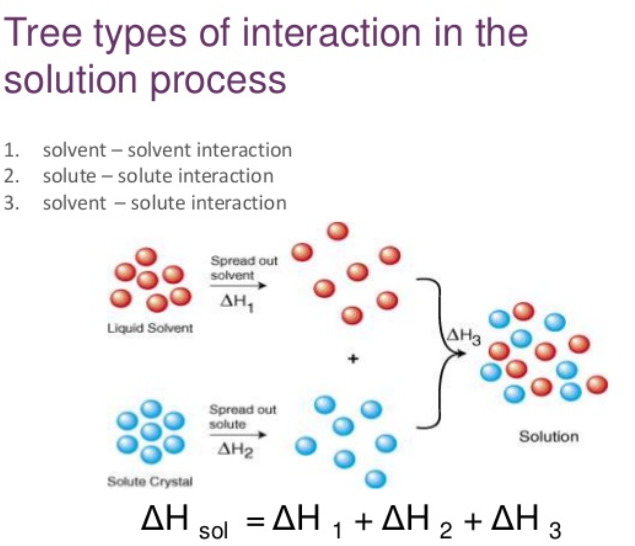 Tree types of interaction in the
solution process
1. solvent – solvent interaction
2. solute – solute interaction
3. solvent – solute interaction
Spread out
solvent
ΔH₁
Liquid Solvent
+
ΔH₃
Spread out
solute
ΔH₂
Solute Crystal
Solution
ΔH sol = ΔH 1 + ΔH 2 + ΔH 3